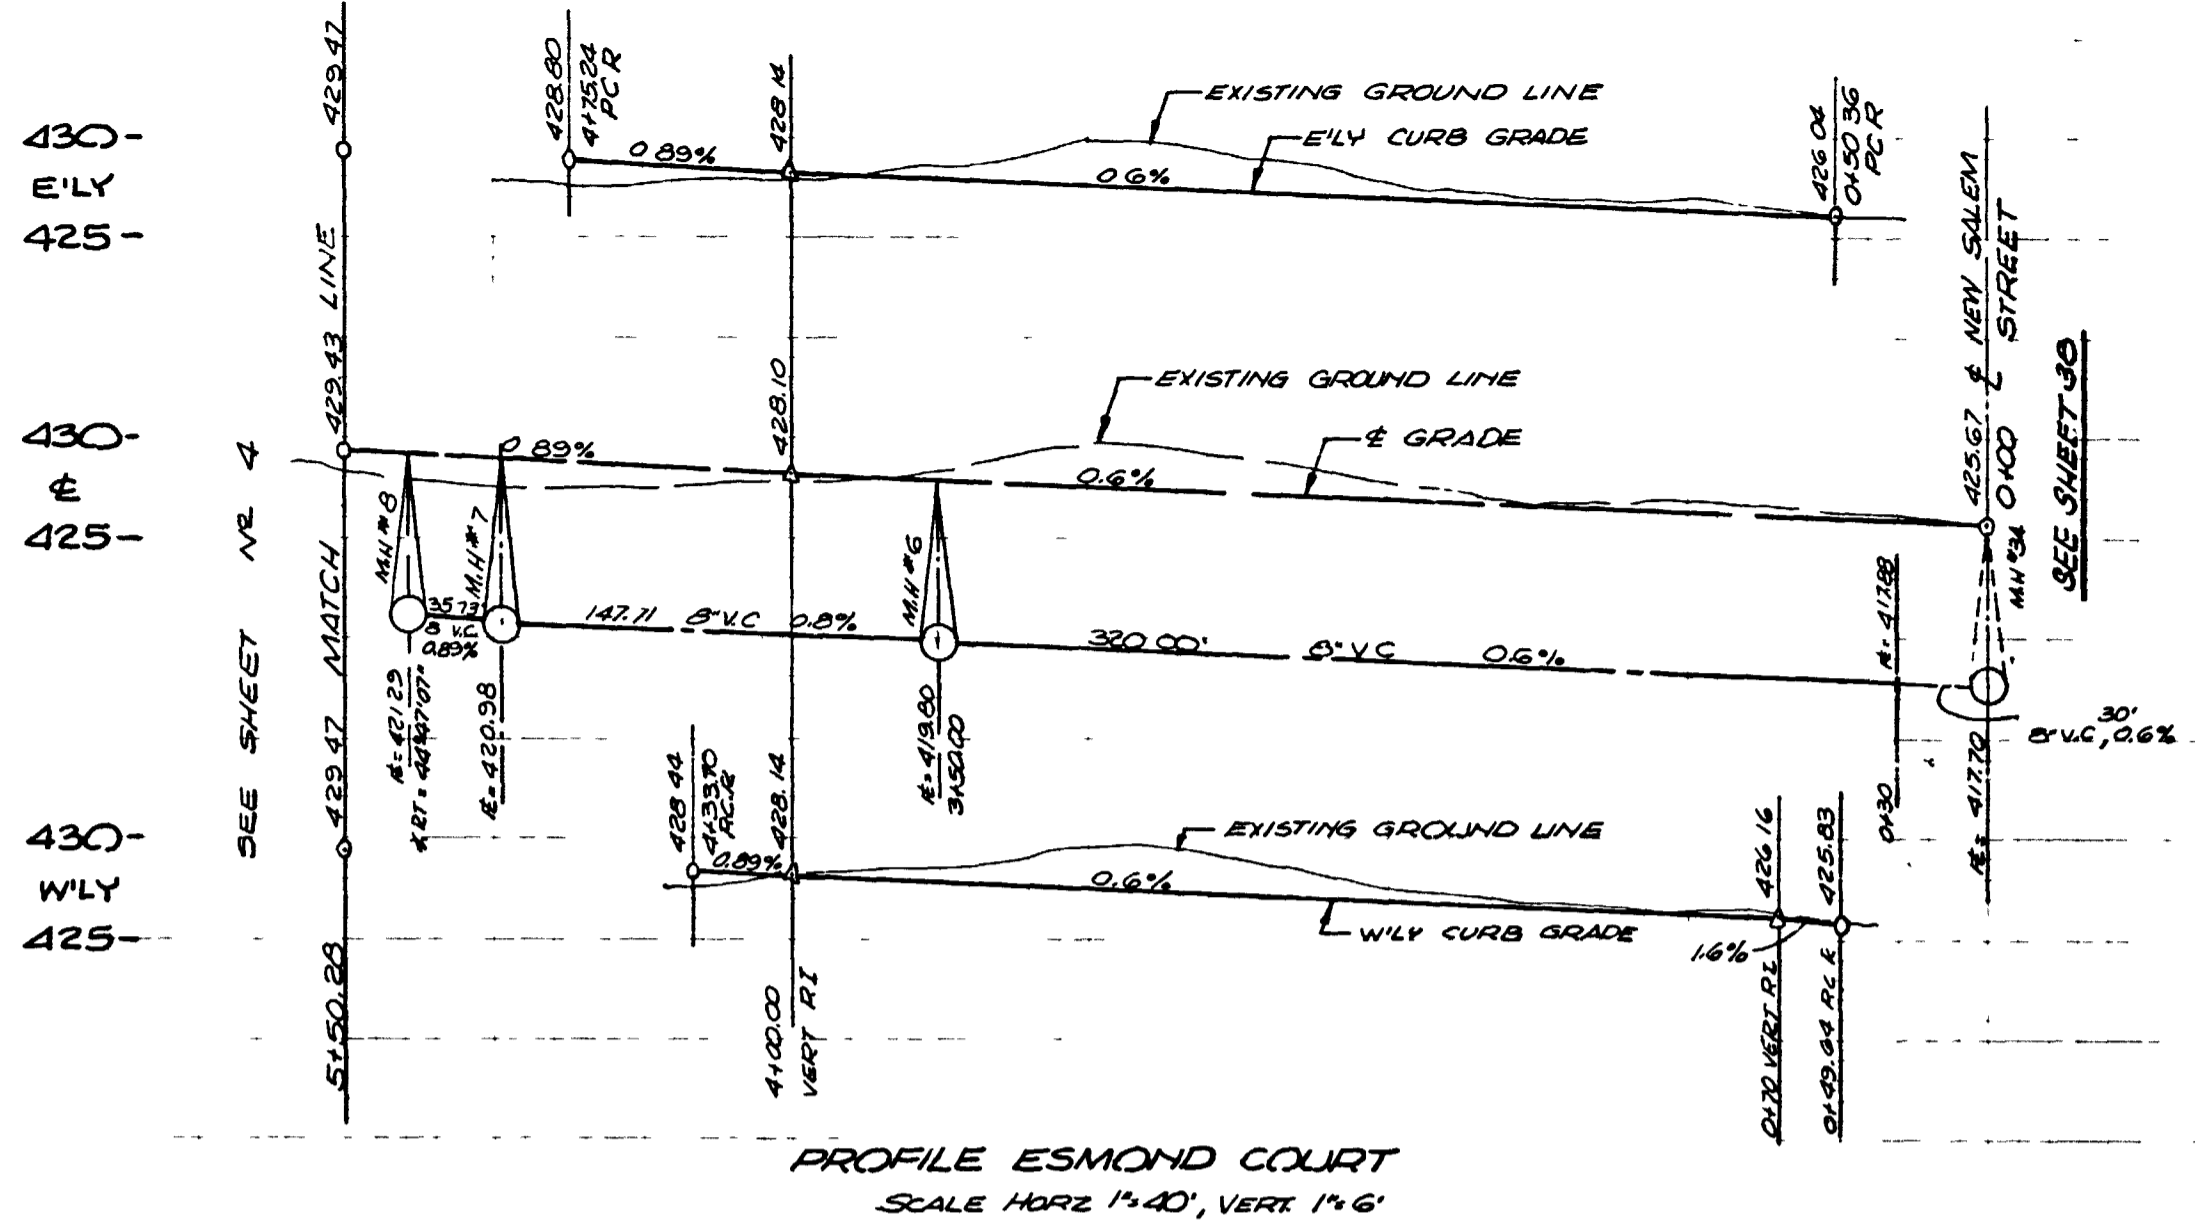 430-
E'LY
425-
430-
℄
425-
430-
W'LY
425-
SEE SHEET Nº 4
429 47
429.43 LINE
MATCH
429 47
5+50.28
428.80
4+75.24
P C R
0 89%
428 14
EXISTING GROUND LINE
E'LY CURB GRADE
0.6%
426 04
0+50 36
P C R
0 89%
428.10
EXISTING GROUND LINE
℄ GRADE
0.6%
425.67 ℄ NEW SALEM
0+00 STREET
SEE SHEET 38
M.H #8
35 73'
8" V.C.
0.89%
M.H #7
147.71 8" V.C 0.8%
M.H #6
320 00' 8" V C 0.6%
M.H #34
= 421 29
RT = 44°47'07"
= 420.98
= 419.80
3+50.00
= 417.88
0+30
30'
8" V.C, 0.6%
= 417.70
428 44
4+33.70
0.89%
428.14
4+00.00
VERT
EXISTING GROUND LINE
0.6%
W'LY CURB GRADE
1.6%
426 16
0+70 VERT
425.83
0+49.64
PROFILE ESMOND COURT
SCALE HORZ 1"=40', VERT. 1"=6'